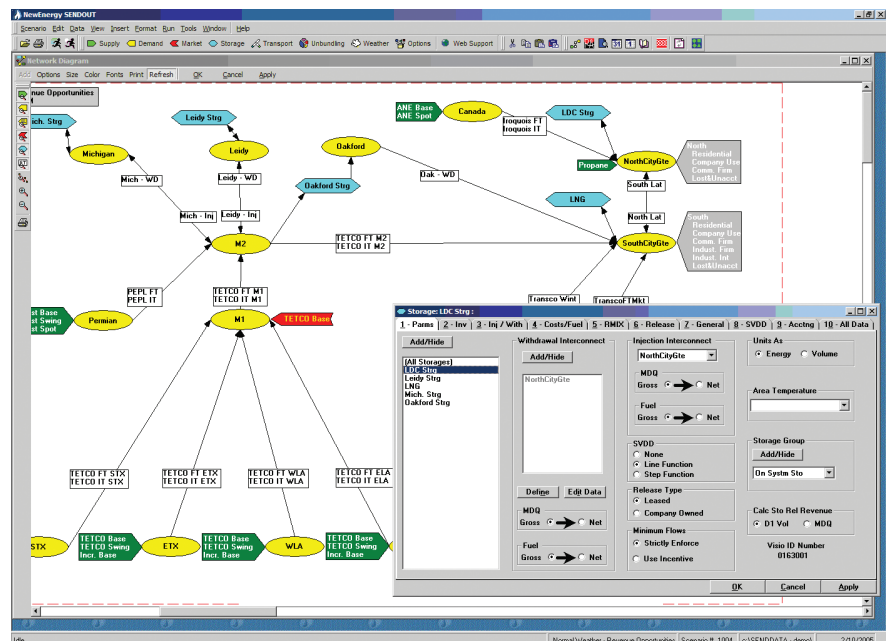 NewEnergy SENDOUT
Scenario Edit Data View Insert Format Run Tools Window Help
Supply Demand Market Storage Transport Unbundling Weather Options Web Support
Network Diagram
Add Options Size Color Fonts Print Refresh OK Cancel Apply
nue Opportunities
ich. Strg
Michigan
Leidy Strg
Leidy
Oakford
Oakford Strg
ANE Base
ANE Spot
Canada
Iroquois FT
Iroquois IT
LDC Strg
Propane
NorthCityGte
North
Residential
Company Use
Comm. Firm
Lost&Unacct
Mich - WD
Leidy - WD
Oak - WD
South Lat
LNG
North Lat
Mich - Inj
Leidy - Inj
M2
TETCO FT M2
TETCO IT M2
SouthCityGte
South
Residential
Company Use
Comm. Firm
Indust. Firm
Indust. Int
Lost&Unacct
PEPL FT
PEPL IT
TETCO FT M1
TETCO IT M1
Transco Wint
TranscoFTMkt
st Base
st Swing
st Spot
Permian
M1
TETCO Base
TETCO FT STX
TETCO IT STX
TETCO FT ETX
TETCO IT ETX
TETCO FT WLA
TETCO IT WLA
TETCO FT ELA
TETCO IT ELA
STX
TETCO Base
TETCO Swing
Incr. Base
ETX
TETCO Base
TETCO Swing
Incr. Base
WLA
TETCO Base
TETCO Swing
Incr. Base
Storage: LDC Strg :
1 - Parms 2 - Inv 3 - Inj / With 4 - Costs/Fuel 5 - RMIX 6 - Release 7 - General 8 - SVDD 9 - Acctng 10 - All Data
Add/Hide
(All Storages)
LDC Strg
Leidy Strg
LNG
Mich. Strg
Oakford Strg
Withdrawal Interconnect
Add/Hide
NorthCityGte
Define Edit Data
MDQ
Gross Net
Fuel
Gross Net
Injection Interconnect
NorthCityGte
MDQ
Gross Net
Fuel
Gross Net
SVDD
None
Line Function
Step Function
Release Type
Leased
Company Owned
Minimum Flows
Strictly Enforce
Use Incentive
Units As
Energy Volume
Area Temperature
Storage Group
Add/Hide
On Systm Sto
Calc Sto Rel Revenue
D1 Vol MDQ
Visio ID Number
0163001
OK Cancel Apply
Idle
Normal Weather - Revenue Opportunities Scenario #: 1004 c:\SENDDATA - demo\ 2/10/2005